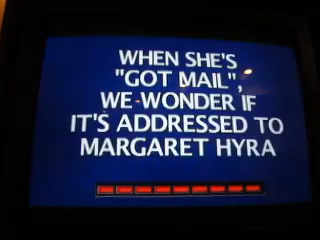 WHEN SHE'S
"GOT MAIL",
WE WONDER IF
IT'S ADDRESSED TO
MARGARET HYRA